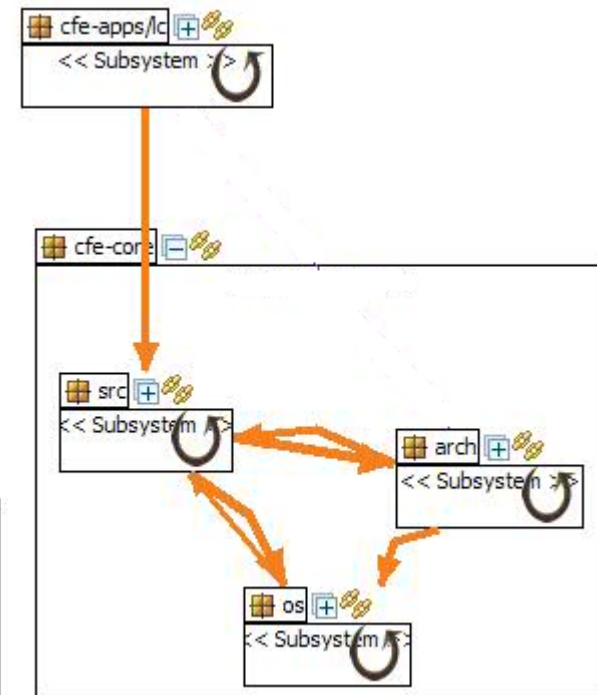 cfe-apps/lc
<< Subsystem >>
cfe-core
src
<< Subsystem >>
arch
<< Subsystem >>
os
<< Subsystem >>